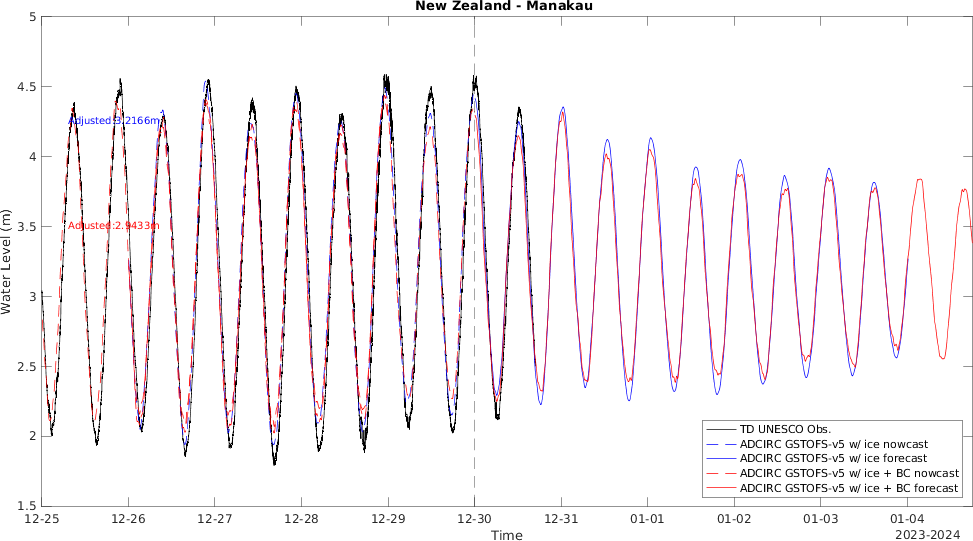 New Zealand - Manakau
5
4.5
4
3.5
3
2.5
2
1.5
Water Level (m)
Adjusted:3.2166m
Adjusted:2.9433m
TD UNESCO Obs.
ADCIRC GSTOFS-v5 w/ ice nowcast
ADCIRC GSTOFS-v5 w/ ice forecast
ADCIRC GSTOFS-v5 w/ ice + BC nowcast
ADCIRC GSTOFS-v5 w/ ice + BC forecast
12-25 12-26 12-27 12-28 12-29 12-30 12-31 01-01 01-02 01-03 01-04
Time
2023-2024